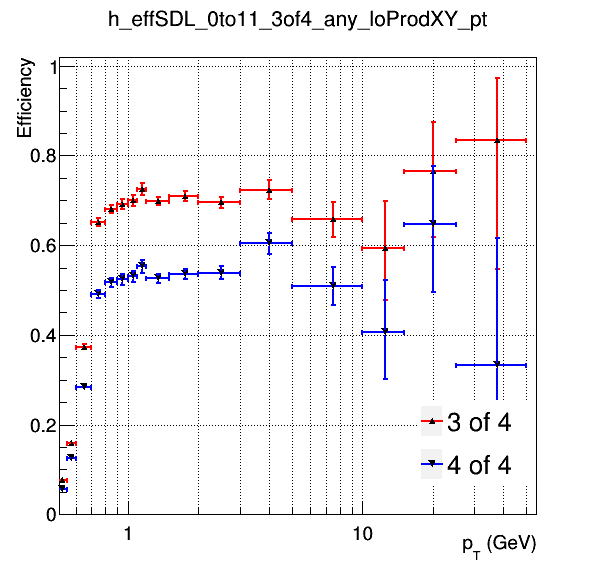 h_effSDL_0to11_3of4_any_loProdXY_pt
Efficiency
1
0.8
0.6
0.4
0.2
0
3 of 4
4 of 4
1
10
pT (GeV)